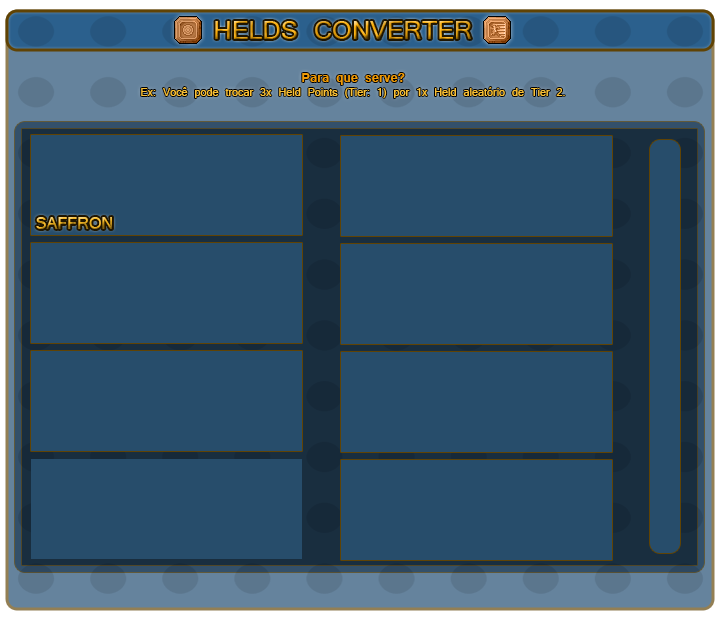 HELDS CONVERTER
Para que serve?
Ex: Você pode trocar 3x Held Points (Tier: 1) por 1x Held aleatório de Tier 2.
SAFFRON